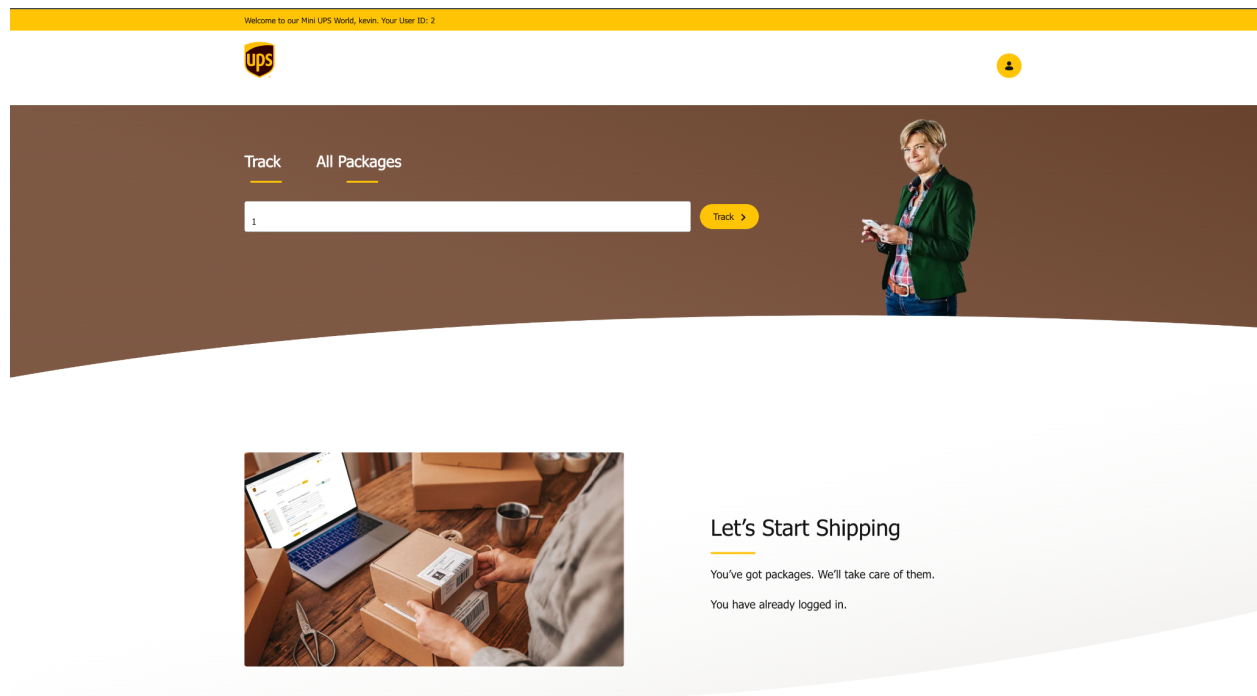 Welcome to our Mini UPS World, kevin. Your User ID: 2
ups
Track All Packages
1
Track
Let’s Start Shipping
You’ve got packages. We’ll take care of them.
You have already logged in.